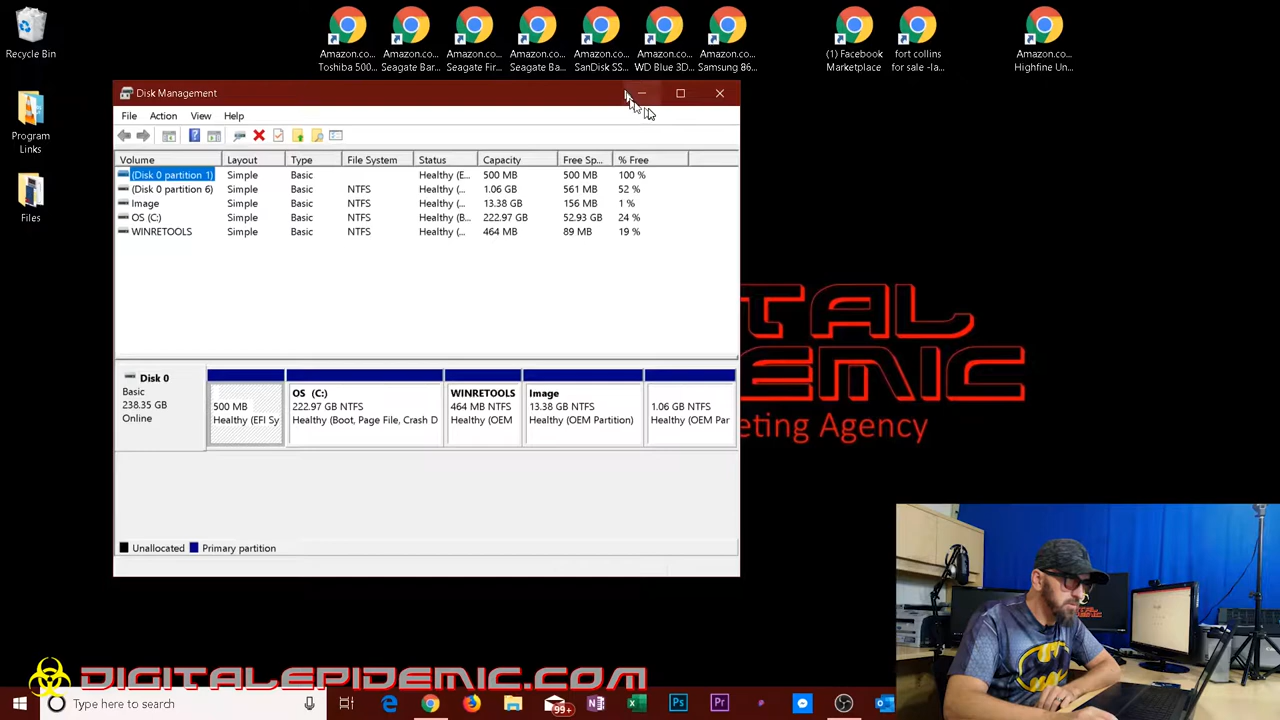 Recycle Bin
Amazon.co...
Toshiba 500...
Amazon.co...
Seagate Bar...
Amazon.co...
Seagate Fir...
Amazon.co...
Seagate Ba...
Amazon.co...
SanDisk SS...
Amazon.co...
WD Blue 3D...
Amazon.co...
Samsung 86...
(1) Facebook
Marketplace
fort collins
for sale -la...
Amazon.co...
Highfine Un...
Program
Links
Files
Disk Management
File Action View Help
Volume Layout Type File System Status Capacity Free Sp... % Free
(Disk 0 partition 1) Simple Basic Healthy (E... 500 MB 500 MB 100 %
(Disk 0 partition 6) Simple Basic NTFS Healthy (... 1.06 GB 561 MB 52 %
Image Simple Basic NTFS Healthy (... 13.38 GB 156 MB 1 %
OS (C:) Simple Basic NTFS Healthy (B... 222.97 GB 52.93 GB 24 %
WINRETOOLS Simple Basic NTFS Healthy (... 464 MB 89 MB 19 %
Disk 0
Basic
238.35 GB
Online
500 MB
Healthy (EFI Sy
OS (C:)
222.97 GB NTFS
Healthy (Boot, Page File, Crash D
WINRETOOLS
464 MB NTFS
Healthy (OEM
Image
13.38 GB NTFS
Healthy (OEM Partition)
1.06 GB NTFS
Healthy (OEM Par
Unallocated Primary partition
TAL
DEMIC
eting Agency
DIGITALEPIDEMIC.COM
Type here to search
99+